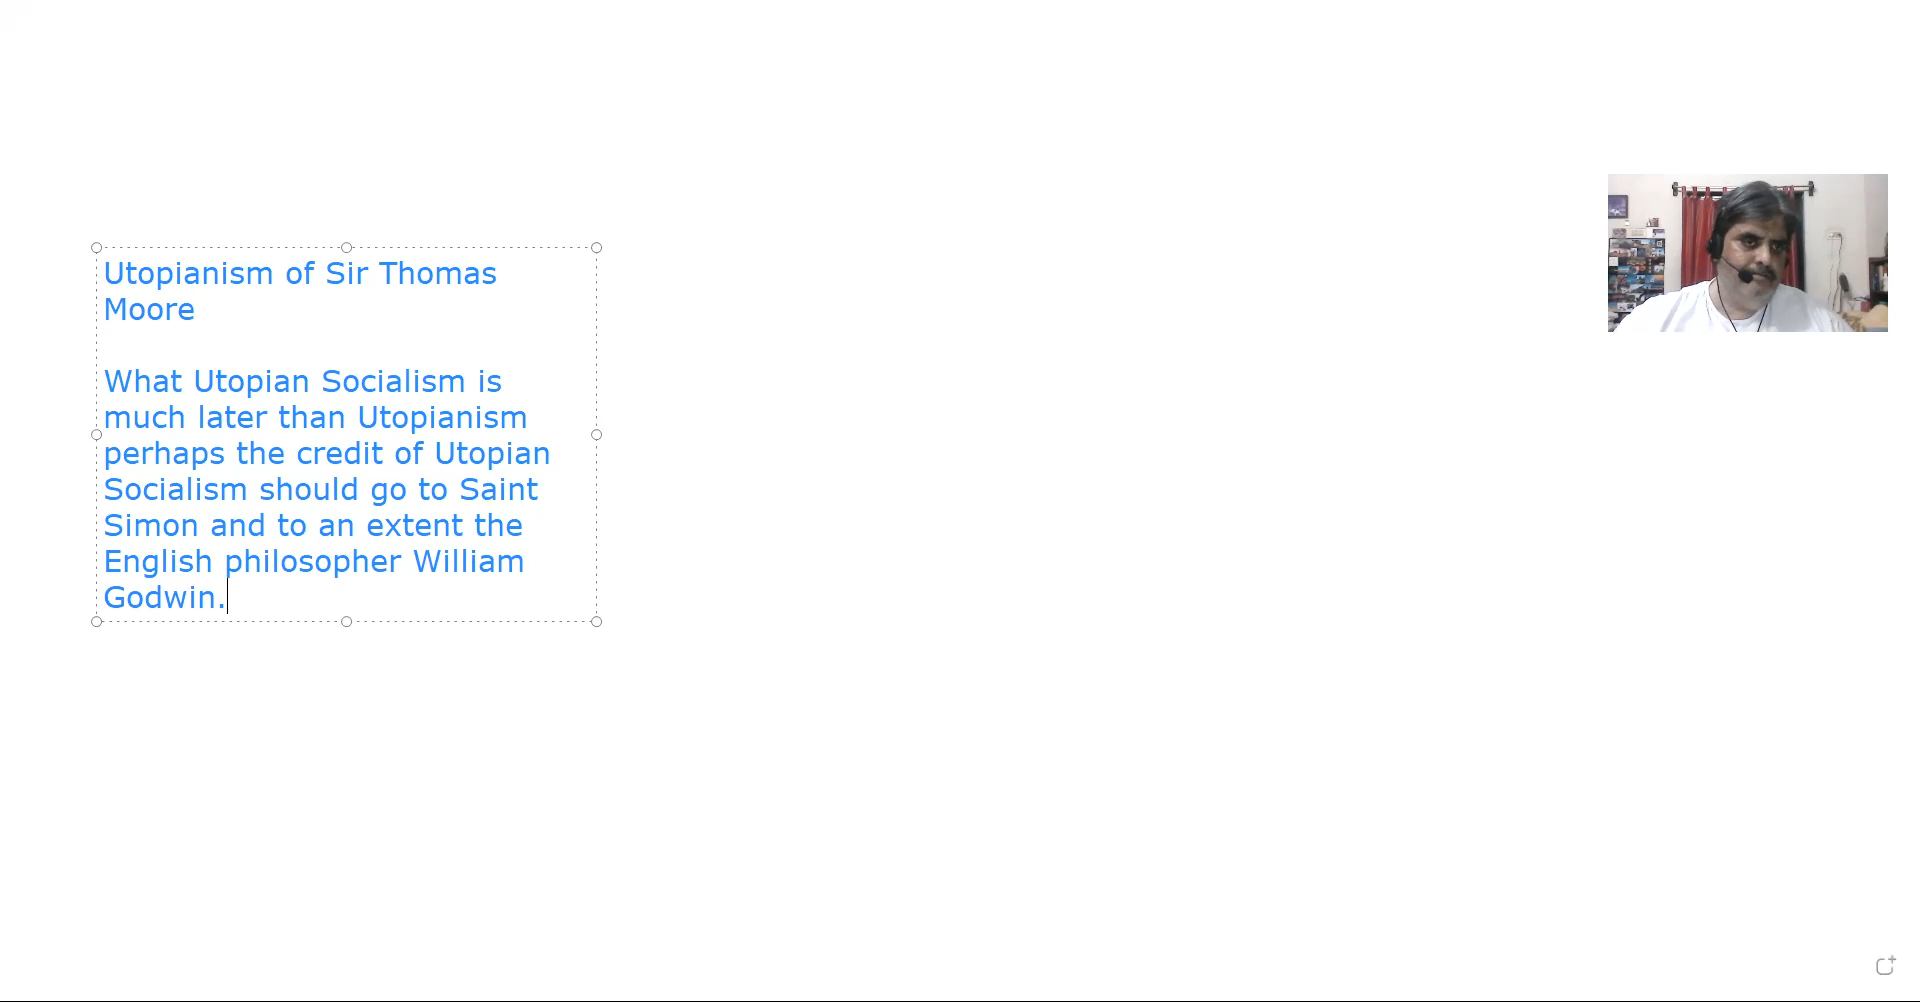 Utopianism of Sir Thomas
Moore
What Utopian Socialism is
much later than Utopianism
perhaps the credit of Utopian
Socialism should go to Saint
Simon and to an extent the
English philosopher William
Godwin.